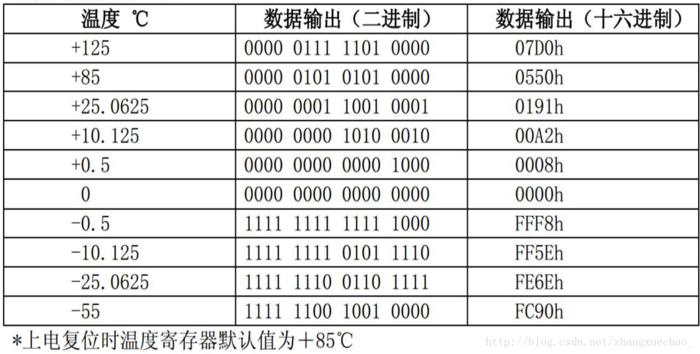 温度 ℃ 数据输出（二进制） 数据输出（十六进制）
+125 0000 0111 1101 0000 07D0h
+85 0000 0101 0101 0000 0550h
+25.0625 0000 0001 1001 0001 0191h
+10.125 0000 0000 1010 0010 00A2h
+0.5 0000 0000 0000 1000 0008h
0 0000 0000 0000 0000 0000h
-0.5 1111 1111 1111 1000 FFF8h
-10.125 1111 1111 0101 1110 FF5Eh
-25.0625 1111 1110 0110 1111 FE6Eh
-55 1111 1100 1001 0000 FC90h
*上电复位时温度寄存器默认值为＋85℃
http://blog.csdn.net/zhangxuechao_